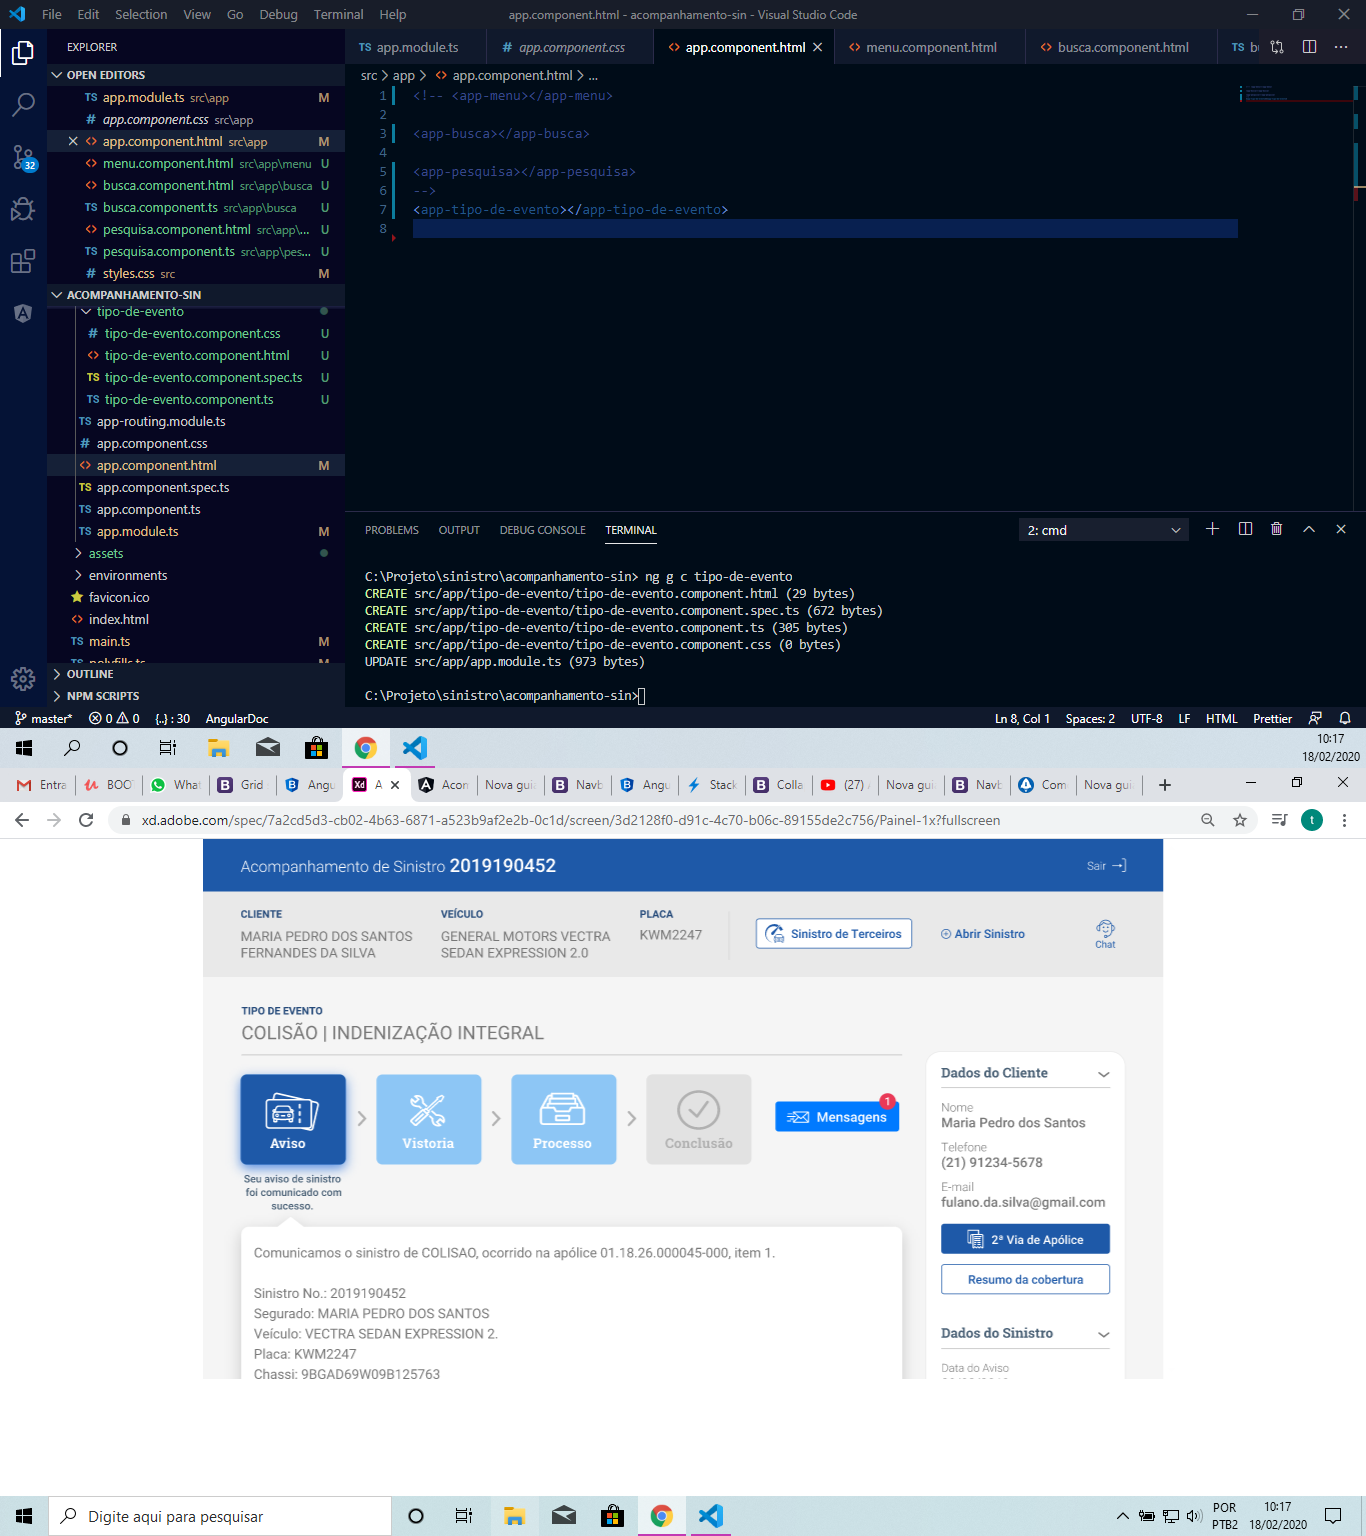 File Edit Selection View Go Debug Terminal Help
app.component.html - acompanhamento-sin - Visual Studio Code
EXPLORER
OPEN EDITORS
TS app.module.ts src\app M
# app.component.css src\app
app.component.html src\app M
menu.component.html src\app\menu U
busca.component.html src\app\busca U
TS busca.component.ts src\app\busca U
pesquisa.component.html src\app\... U
TS pesquisa.component.ts src\app\pes... U
# styles.css src M
32
ACOMPANHAMENTO-SIN
tipo-de-evento
# tipo-de-evento.component.css U
tipo-de-evento.component.html U
TS tipo-de-evento.component.spec.ts U
TS tipo-de-evento.component.ts U
TS app-routing.module.ts
# app.component.css
app.component.html M
TS app.component.spec.ts
TS app.component.ts
TS app.module.ts M
assets
environments
favicon.ico
index.html
TS main.ts M
OUTLINE
NPM SCRIPTS
TS app.module.ts # app.component.css app.component.html menu.component.html busca.component.html TS
src > app > app.component.html > ...
1 <!-- <app-menu></app-menu>
2
3 <app-busca></app-busca>
4
5 <app-pesquisa></app-pesquisa>
6 -->
7 <app-tipo-de-evento></app-tipo-de-evento>
8
PROBLEMS OUTPUT DEBUG CONSOLE TERMINAL
2: cmd
C:\Projeto\sinistro\acompanhamento-sin> ng g c tipo-de-evento
CREATE src/app/tipo-de-evento/tipo-de-evento.component.html (29 bytes)
CREATE src/app/tipo-de-evento/tipo-de-evento.component.spec.ts (672 bytes)
CREATE src/app/tipo-de-evento/tipo-de-evento.component.ts (305 bytes)
CREATE src/app/tipo-de-evento/tipo-de-evento.component.css (0 bytes)
UPDATE src/app/app.module.ts (973 bytes)
C:\Projeto\sinistro\acompanhamento-sin>
master* 0 0 {..} : 30 AngularDoc
Ln 8, Col 1 Spaces: 2 UTF-8 LF HTML Prettier
10:17
18/02/2020
Entra BOO What Grid Angu Xd A Acon Nova gui Navb Angu Stack Colla (27) Nova gui Navb Com Nova gui
xd.adobe.com/spec/7a2cd5d3-cb02-4b63-6871-a523b9af2e2b-0c1d/screen/3d2128f0-d91c-4c70-b06c-89155de2c756/Painel-1x?fullscreen
t
Acompanhamento de Sinistro 2019190452
Sair
CLIENTE
MARIA PEDRO DOS SANTOS
FERNANDES DA SILVA
VEÍCULO
GENERAL MOTORS VECTRA
SEDAN EXPRESSION 2.0
PLACA
KWM2247
Sinistro de Terceiros
Abrir Sinistro
Chat
TIPO DE EVENTO
COLISÃO | INDENIZAÇÃO INTEGRAL
Aviso
Vistoria
Processo
Conclusão
Mensagens
1
Seu aviso de sinistro
foi comunicado com
sucesso.
Comunicamos o sinistro de COLISAO, ocorrido na apólice 01.18.26.000045-000, item 1.
Sinistro No.: 2019190452
Segurado: MARIA PEDRO DOS SANTOS
Veículo: VECTRA SEDAN EXPRESSION 2.
Placa: KWM2247
Chassi: 9BGAD69W09B125763
Dados do Cliente
Nome
Maria Pedro dos Santos
Telefone
(21) 91234-5678
E-mail
fulano.da.silva@gmail.com
2ª Via de Apólice
Resumo da cobertura
Dados do Sinistro
Data do Aviso
Digite aqui para pesquisar
POR
PTB2
10:17
18/02/2020